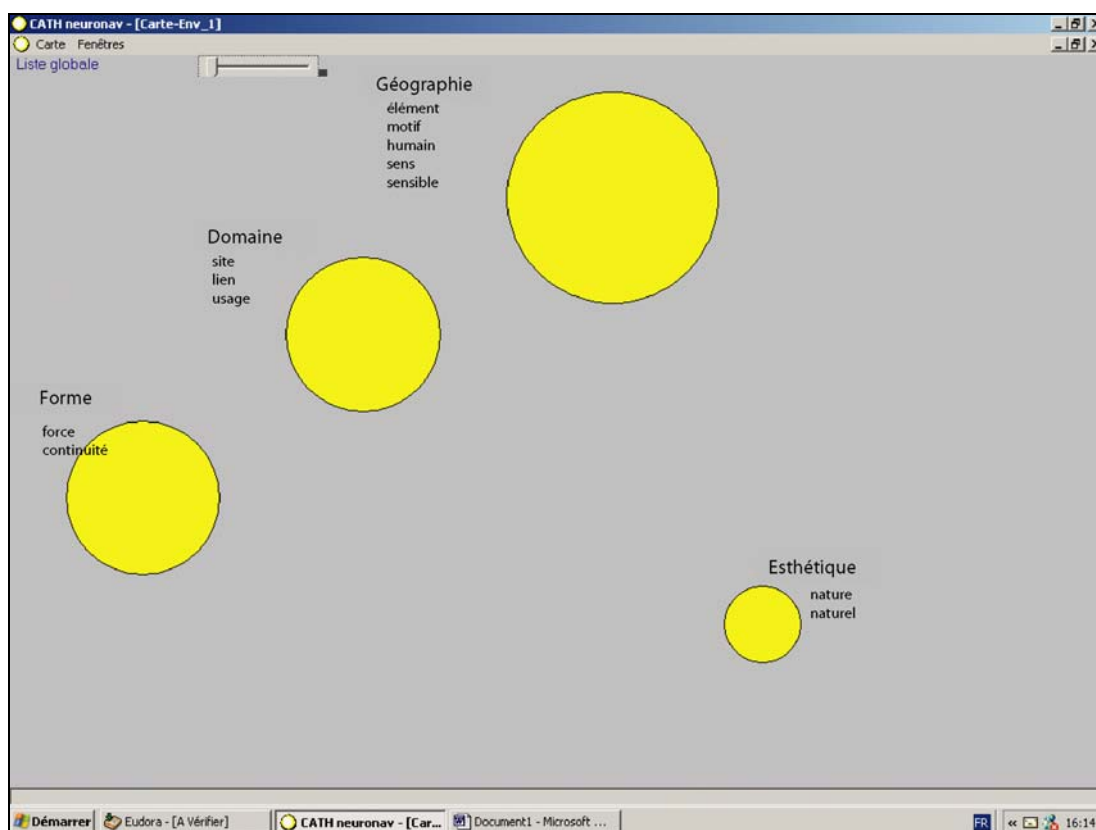 CATH neuronav - [Carte-Env_1]
Carte Fenêtres
Liste globale
Géographie
élément
motif
humain
sens
sensible
Domaine
site
lien
usage
Forme
force
continuité
Esthétique
nature
naturel
Démarrer Eudora - [A Vérifier] CATH neuronav - [Car... Document1 - Microsoft ... FR « 16:14